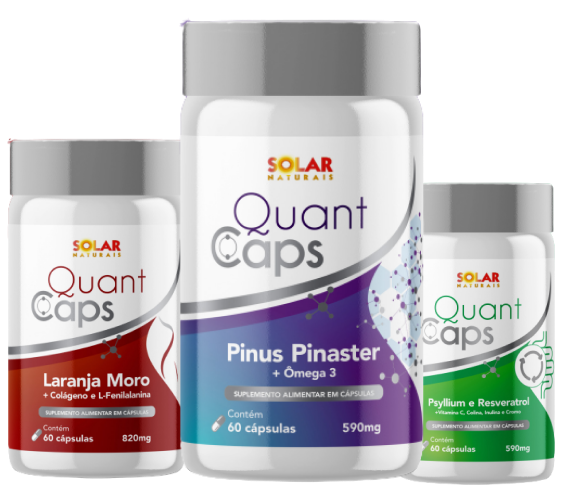 SOLAR
NATURAIS
Quant
Caps
Laranja Moro
+ Colágeno e L-Fenilalanina
SUPLEMENTO ALIMENTAR EM CÁPSULAS
Contém
60 cápsulas
820mg
SOLAR
NATURAIS
Quant
Caps
Pinus Pinaster
+ Ômega 3
SUPLEMENTO ALIMENTAR EM CÁPSULAS
Contém
60 cápsulas
590mg
SOLAR
NATURAIS
Quant
Caps
Psyllium e Resveratrol
+Vitamina C, Colina, Inulina e Cromo
SUPLEMENTO ALIMENTAR EM CÁPSULAS
Contém
60 cápsulas
590mg